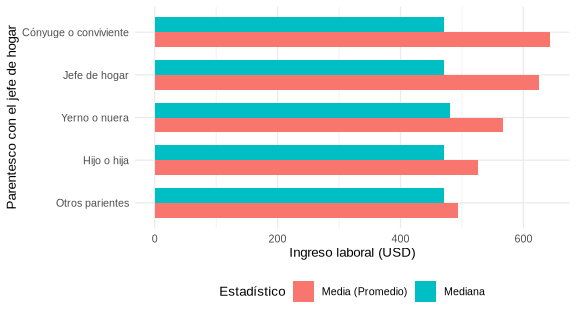 Parentesco con el jefe de hogar
Cónyuge o conviviente
Jefe de hogar
Yerno o nuera
Hijo o hija
Otros parientes
0 200 400 600
Ingreso laboral (USD)
Estadístico Media (Promedio) Mediana